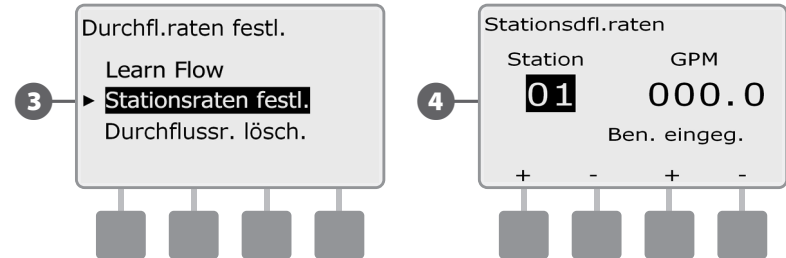 3
Durchfl.raten festl.
Learn Flow
► Stationsraten festl.
Durchflussr. lösch.
4
Stationsdfl.raten
Station GPM
01 000.0
Ben. eingeg.
+ - + -